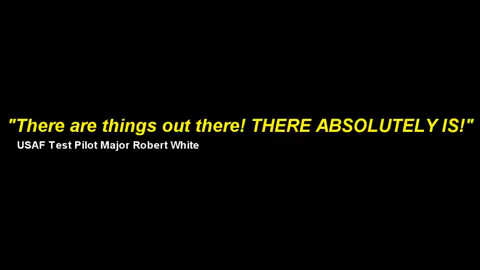 "There are things out there! THERE ABSOLUTELY IS!"
USAF Test Pilot Major Robert White